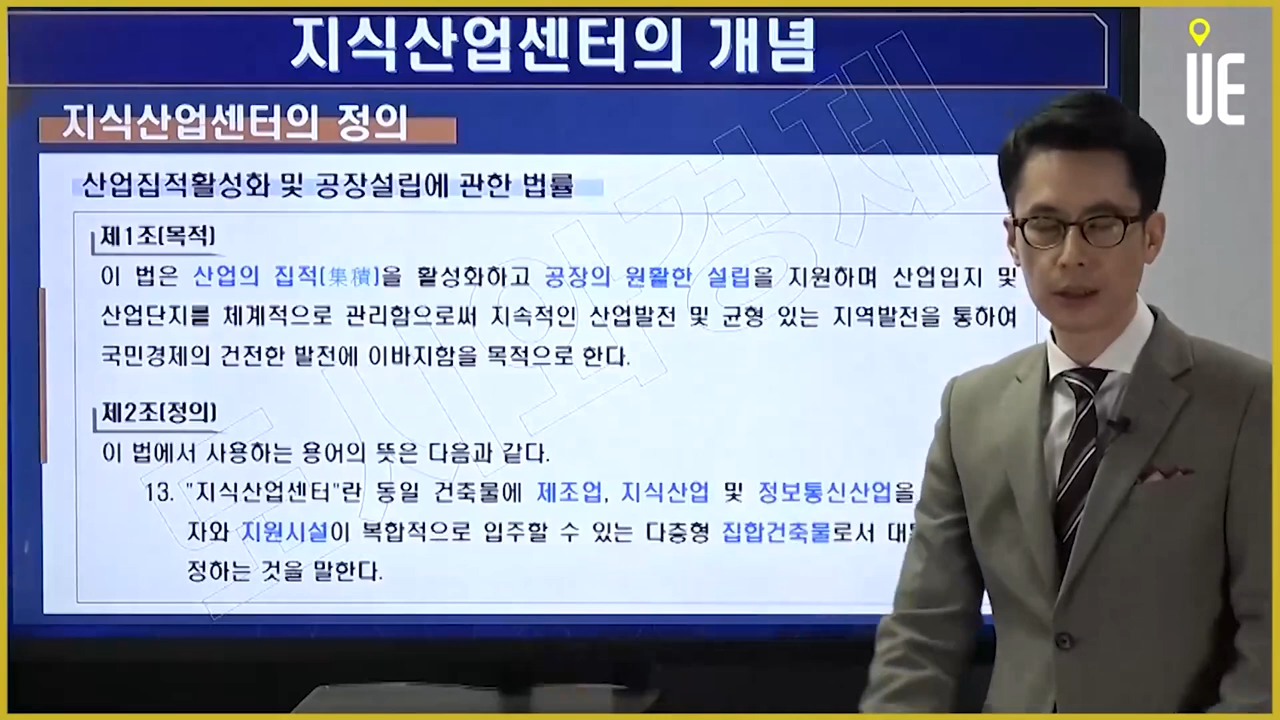 지식산업센터의 개념
UE
지식산업센터의 정의
산업집적활성화 및 공장설립에 관한 법률
제1조(목적)
이 법은 산업의 집적(集積)을 활성화하고 공장의 원활한 설립을 지원하며 산업입지 및
산업단지를 체계적으로 관리함으로써 지속적인 산업발전 및 균형 있는 지역발전을 통하여
국민경제의 건전한 발전에 이바지함을 목적으로 한다.
제2조(정의)
이 법에서 사용하는 용어의 뜻은 다음과 같다.
13. "지식산업센터"란 동일 건축물에 제조업, 지식산업 및 정보통신산업을
자와 지원시설이 복합적으로 입주할 수 있는 다층형 집합건축물로서
정하는 것을 말한다.
도시와경제